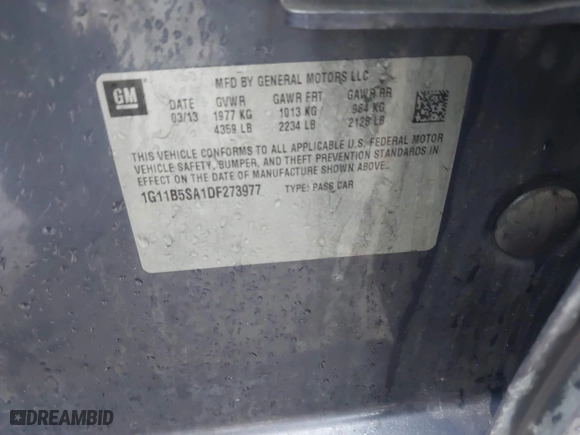 MFD BY GENERAL MOTORS LLC
GM
DATE GVWR GAWR FRT GAWR RR
03/13 1977 KG 1013 KG 964 KG
4359 LB 2234 LB 2125 LB
THIS VEHICLE CONFORMS TO ALL APPLICABLE U.S. FEDERAL MOTOR
VEHICLE SAFETY, BUMPER, AND THEFT PREVENTION STANDARDS IN
EFFECT ON THE DATE OF MANUFACTURE SHOWN ABOVE.
1G11B5SA1DF273977 TYPE: PASS CAR
DREAMBID